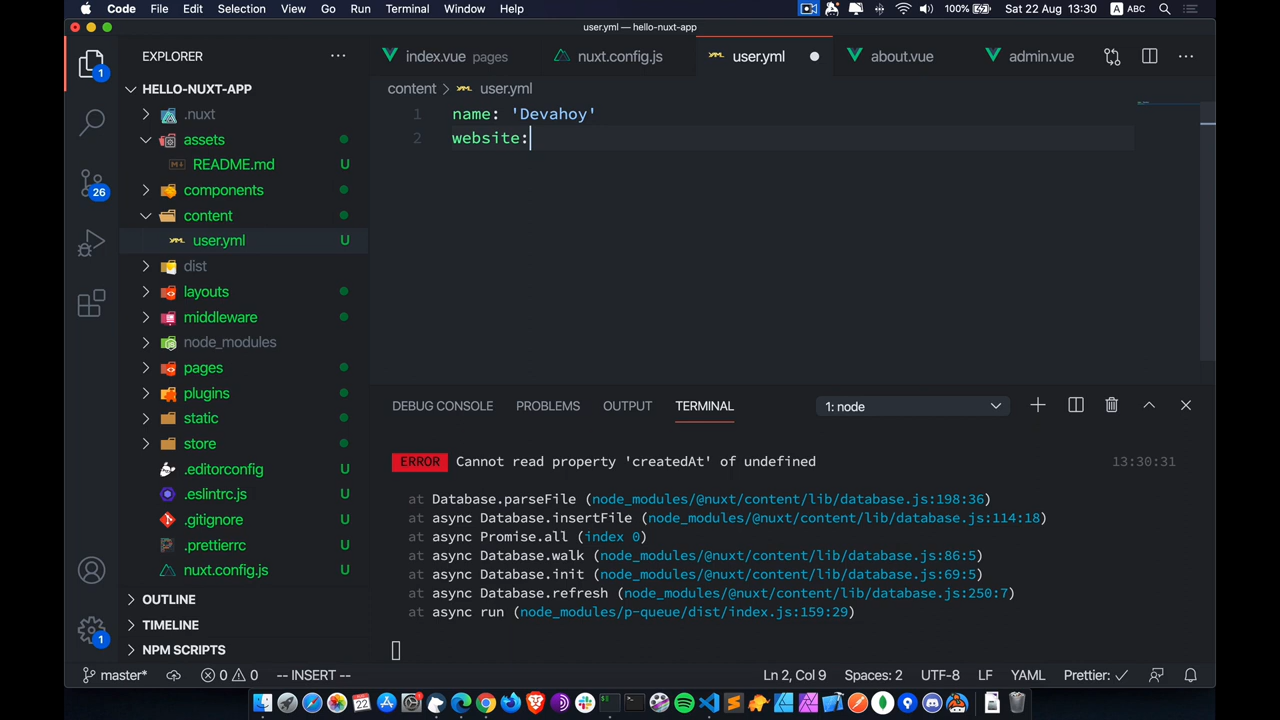 Code File Edit Selection View Go Run Terminal Window Help 100% Sat 22 Aug 13:30 A ABC
user.yml — hello-nuxt-app
EXPLORER
index.vue pages nuxt.config.js user.yml about.vue admin.vue
content user.yml
HELLO-NUXT-APP
.nuxt
assets
README.md U
components
content
user.yml U
dist
layouts
middleware
node_modules
pages
plugins
static
store
.editorconfig U
.eslintrc.js U
.gitignore U
.prettierrc U
nuxt.config.js U
OUTLINE
TIMELINE
NPM SCRIPTS
1
26
1
1 name: 'Devahoy'
2 website:
DEBUG CONSOLE PROBLEMS OUTPUT TERMINAL 1: node
ERROR Cannot read property 'createdAt' of undefined 13:30:31
at Database.parseFile (node_modules/@nuxt/content/lib/database.js:198:36)
at async Database.insertFile (node_modules/@nuxt/content/lib/database.js:114:18)
at async Promise.all (index 0)
at async Database.walk (node_modules/@nuxt/content/lib/database.js:86:5)
at async Database.init (node_modules/@nuxt/content/lib/database.js:69:5)
at async Database.refresh (node_modules/@nuxt/content/lib/database.js:250:7)
at async run (node_modules/p-queue/dist/index.js:159:29)
master* 0 0 -- INSERT -- Ln 2, Col 9 Spaces: 2 UTF-8 LF YAML Prettier: ✓